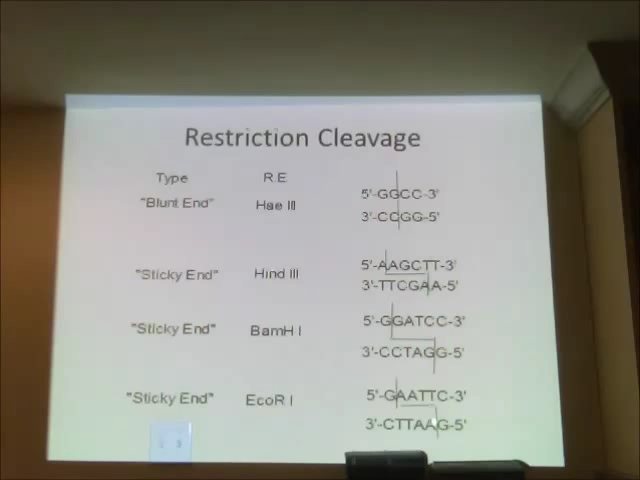 Restriction Cleavage
Type R.E
"Blunt End" Hae III 5'-GGCC-3'
3'-CCGG-5'
"Sticky End" Hind III 5'-AAGCTT-3'
3'-TTCGAA-5'
"Sticky End" BamH I 5'-GGATCC-3'
3'-CCTAGG-5'
"Sticky End" EcoR I 5'-GAATTC-3'
3'-CTTAAG-5'